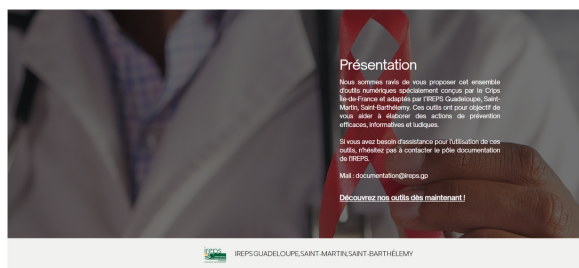 Présentation
Nous sommes ravis de vous proposer cet ensemble
d'outils numériques spécialement conçus par le Crips
Île-de-France et adaptés par l'IREPS Guadeloupe, Saint-
Martin, Saint-Barthélemy. Ces outils ont pour objectif de
vous aider à élaborer des actions de prévention
efficaces, informatives et ludiques.
Si vous avez besoin d'assistance pour l'utilisation de ces
outils, n'hésitez pas à contacter le pôle documentation
de l'IREPS.
Mail : documentation@ireps.gp
Découvrez nos outils dès maintenant !
ireps
IREPS GUADELOUPE, SAINT-MARTIN, SAINT-BARTHÉLEMY